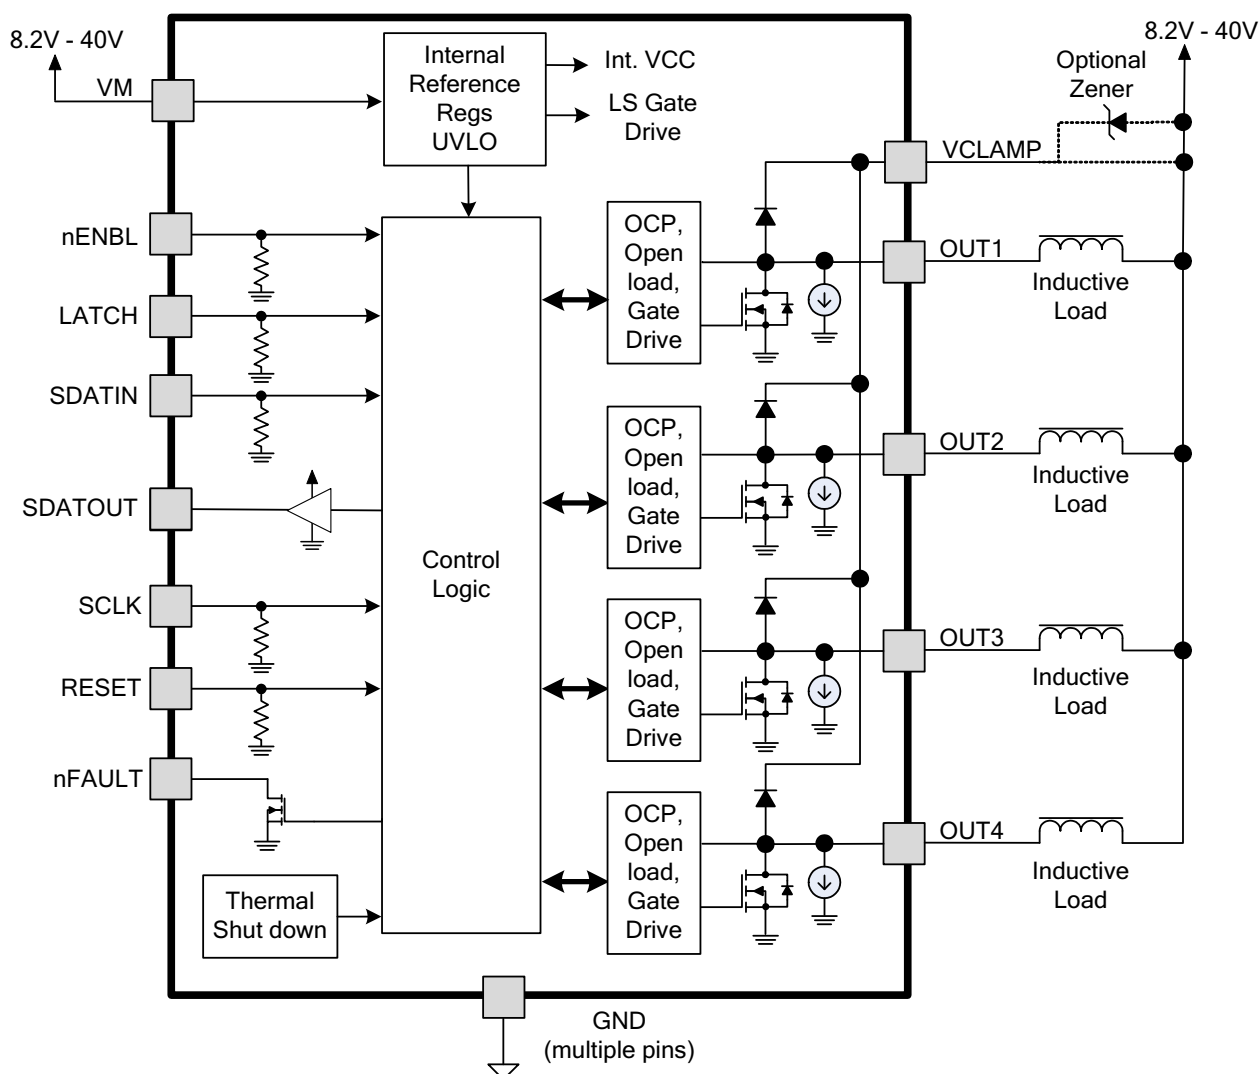 8.2V - 40V
VM
Internal
Reference
Regs
UVLO
Int. VCC
LS Gate
Drive
8.2V - 40V
Optional
Zener
VCLAMP
nENBL
LATCH
SDATIN
SDATOUT
SCLK
RESET
nFAULT
Thermal
Shut down
Control
Logic
OCP,
Open
load,
Gate
Drive
OUT1
Inductive
Load
OCP,
Open
load,
Gate
Drive
OUT2
Inductive
Load
OCP,
Open
load,
Gate
Drive
OUT3
Inductive
Load
OCP,
Open
load,
Gate
Drive
OUT4
Inductive
Load
GND
(multiple pins)